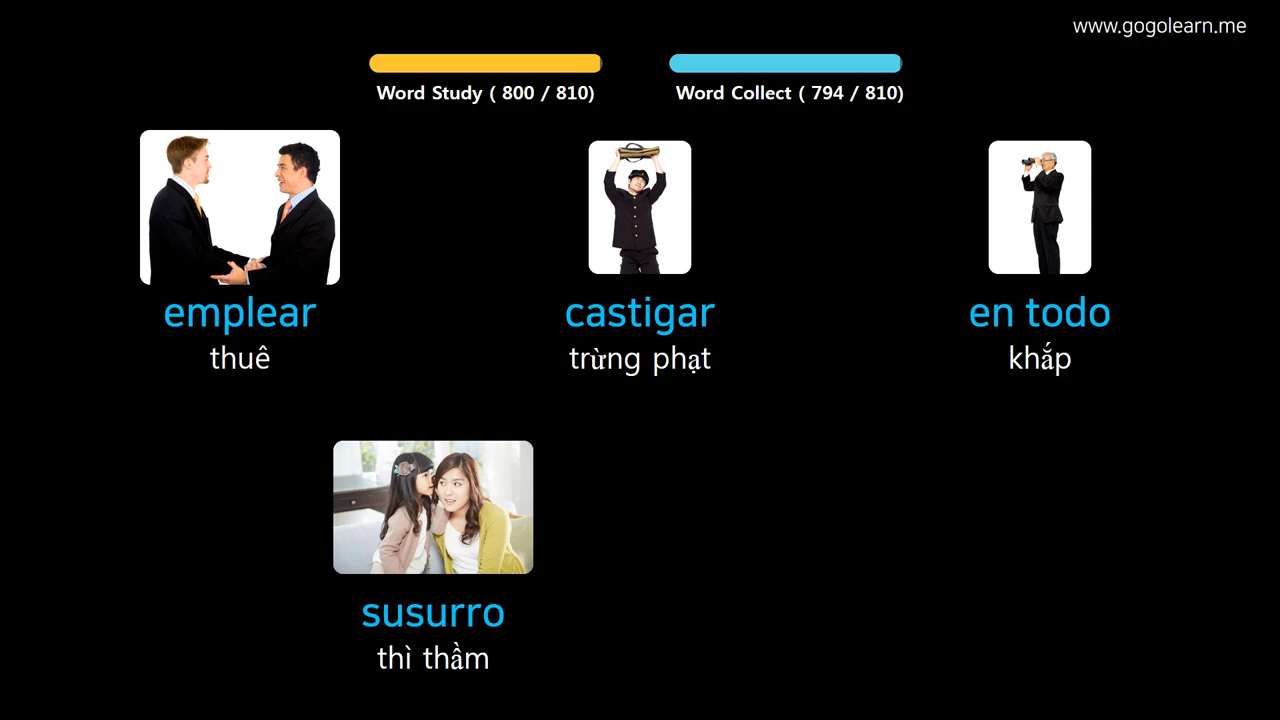 www.gogolearn.me
Word Study ( 800 / 810)
Word Collect ( 794 / 810)
emplear
thuê
castigar
trừng phạt
en todo
khắp
susurro
thì thầm